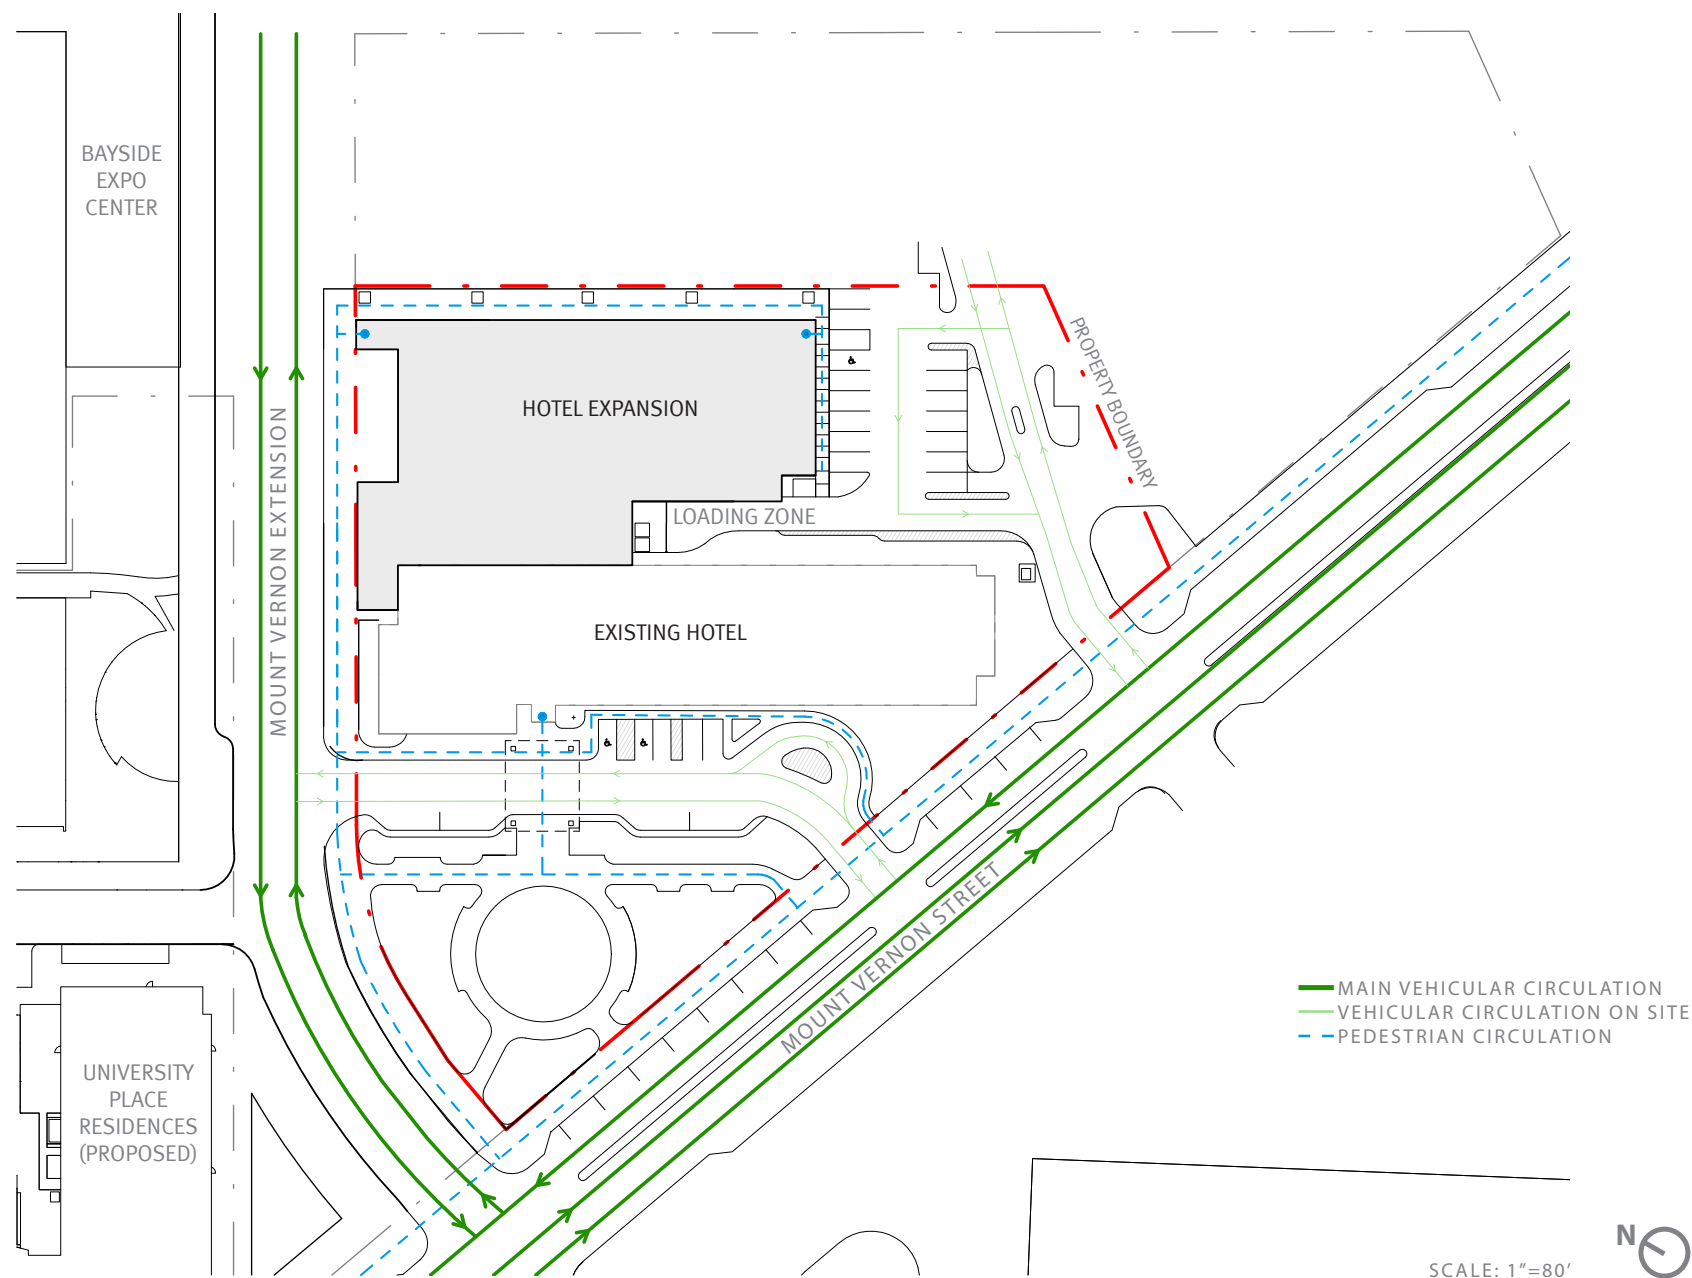 BAYSIDE
EXPO
CENTER
MOUNT VERNON EXTENSION
HOTEL EXPANSION
PROPERTY BOUNDARY
LOADING ZONE
EXISTING HOTEL
MOUNT VERNON STREET
MAIN VEHICULAR CIRCULATION
VEHICULAR CIRCULATION ON SITE
PEDESTRIAN CIRCULATION
UNIVERSITY
PLACE
RESIDENCES
(PROPOSED)
N
SCALE: 1"=80'